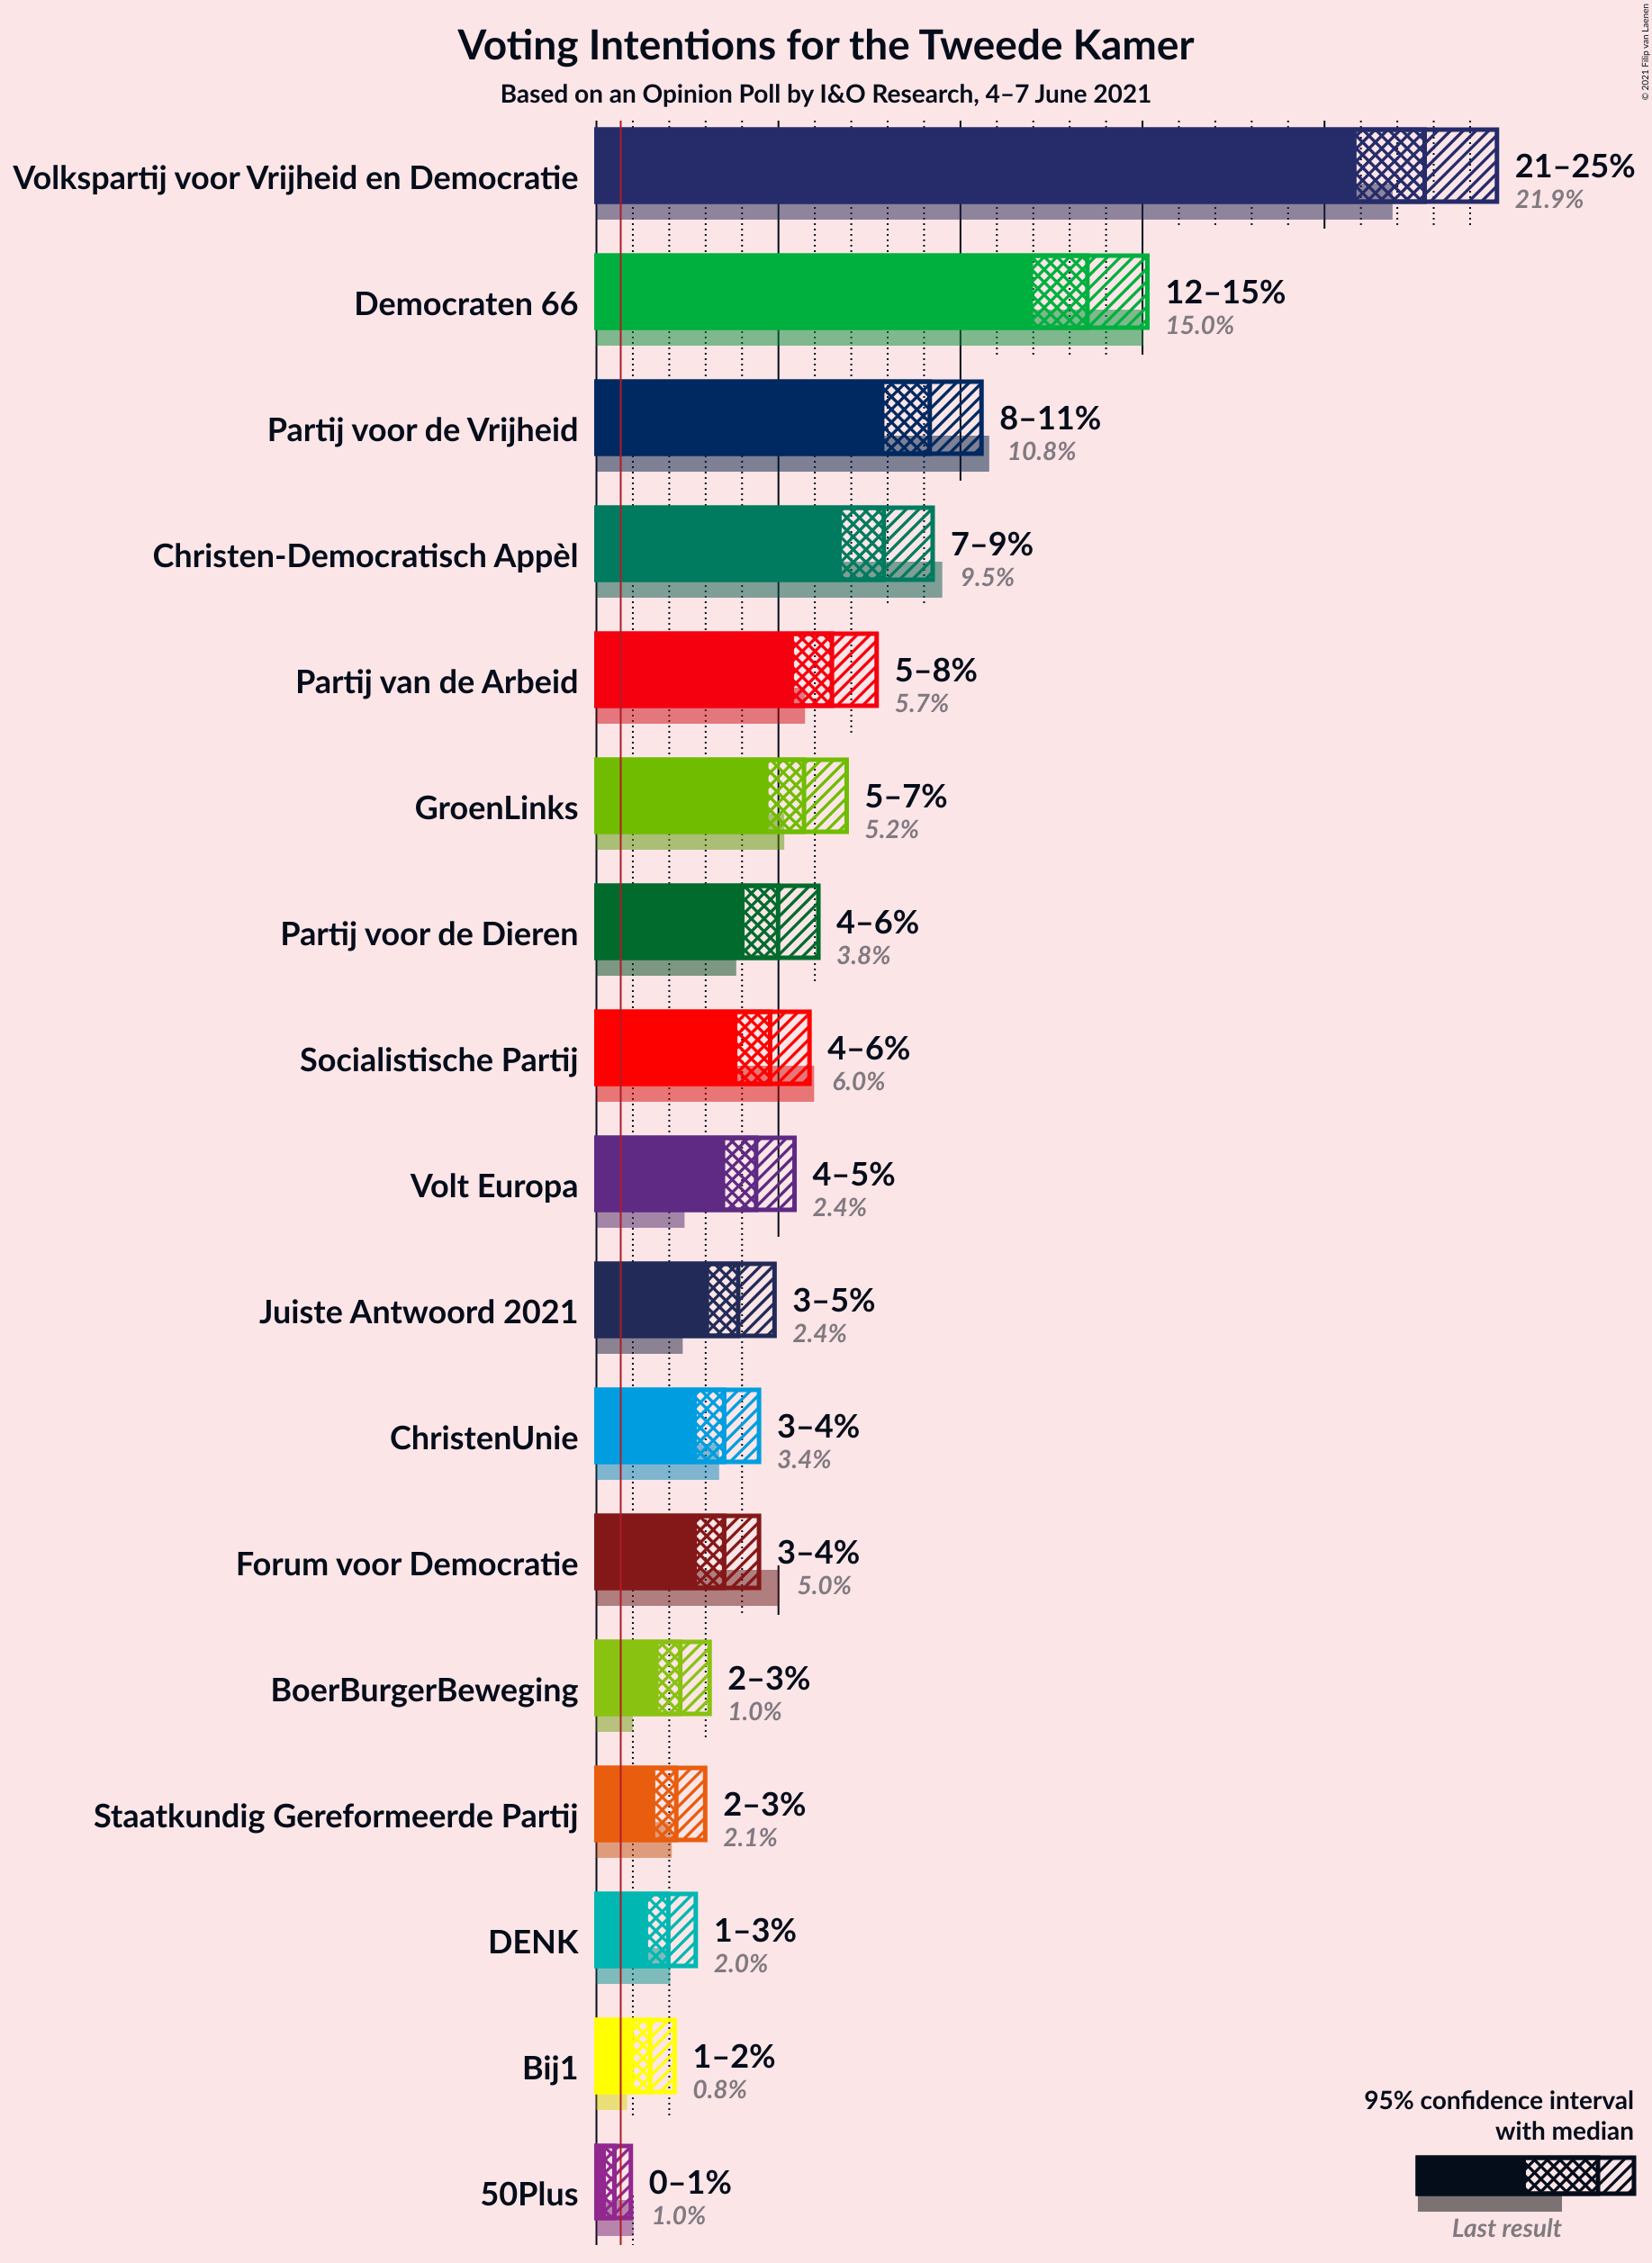 Voting Intentions for the Tweede Kamer
Based on an Opinion Poll by I&O Research, 4–7 June 2021
© 2021 Filip van Laenen
Volkspartij voor Vrijheid en Democratie
21–25%
21.9%
Democraten 66
12–15%
15.0%
Partij voor de Vrijheid
8–11%
10.8%
Christen-Democratisch Appèl
7–9%
9.5%
Partij van de Arbeid
5–8%
5.7%
GroenLinks
5–7%
5.2%
Partij voor de Dieren
4–6%
3.8%
Socialistische Partij
4–6%
6.0%
Volt Europa
4–5%
2.4%
Juiste Antwoord 2021
3–5%
2.4%
ChristenUnie
3–4%
3.4%
Forum voor Democratie
3–4%
5.0%
BoerBurgerBeweging
2–3%
1.0%
Staatkundig Gereformeerde Partij
2–3%
2.1%
DENK
1–3%
2.0%
Bij1
1–2%
0.8%
50Plus
0–1%
1.0%
95% confidence interval
with median
Last result